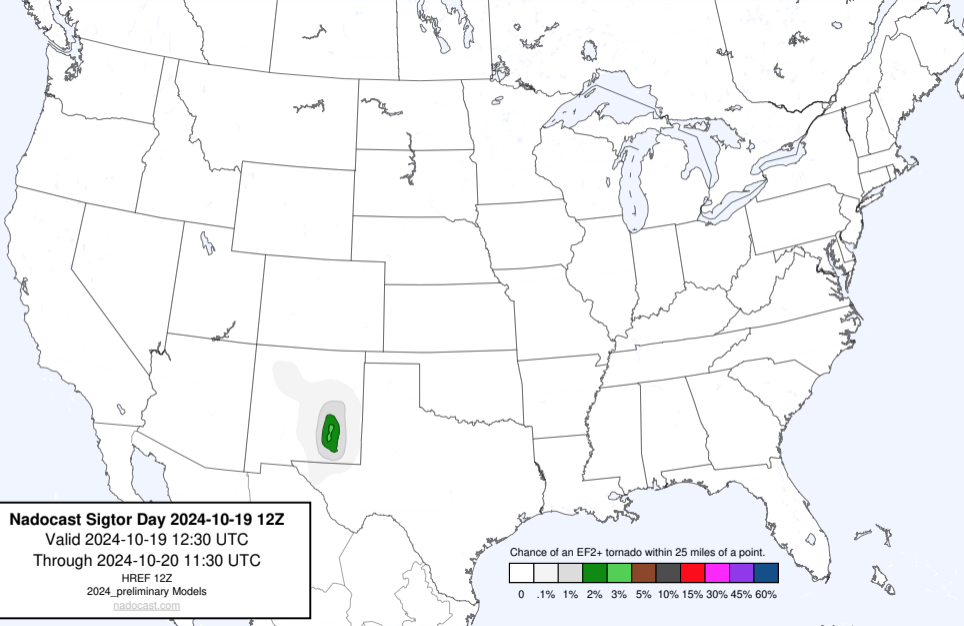 Nadocast Sigtor Day 2024-10-19 12Z
Valid 2024-10-19 12:30 UTC
Through 2024-10-20 11:30 UTC
HREF 12Z
2024_preliminary Models
nadocast.com
Chance of an EF2+ tornado within 25 miles of a point.
0 .1% 1% 2% 3% 5% 10% 15% 30% 45% 60%